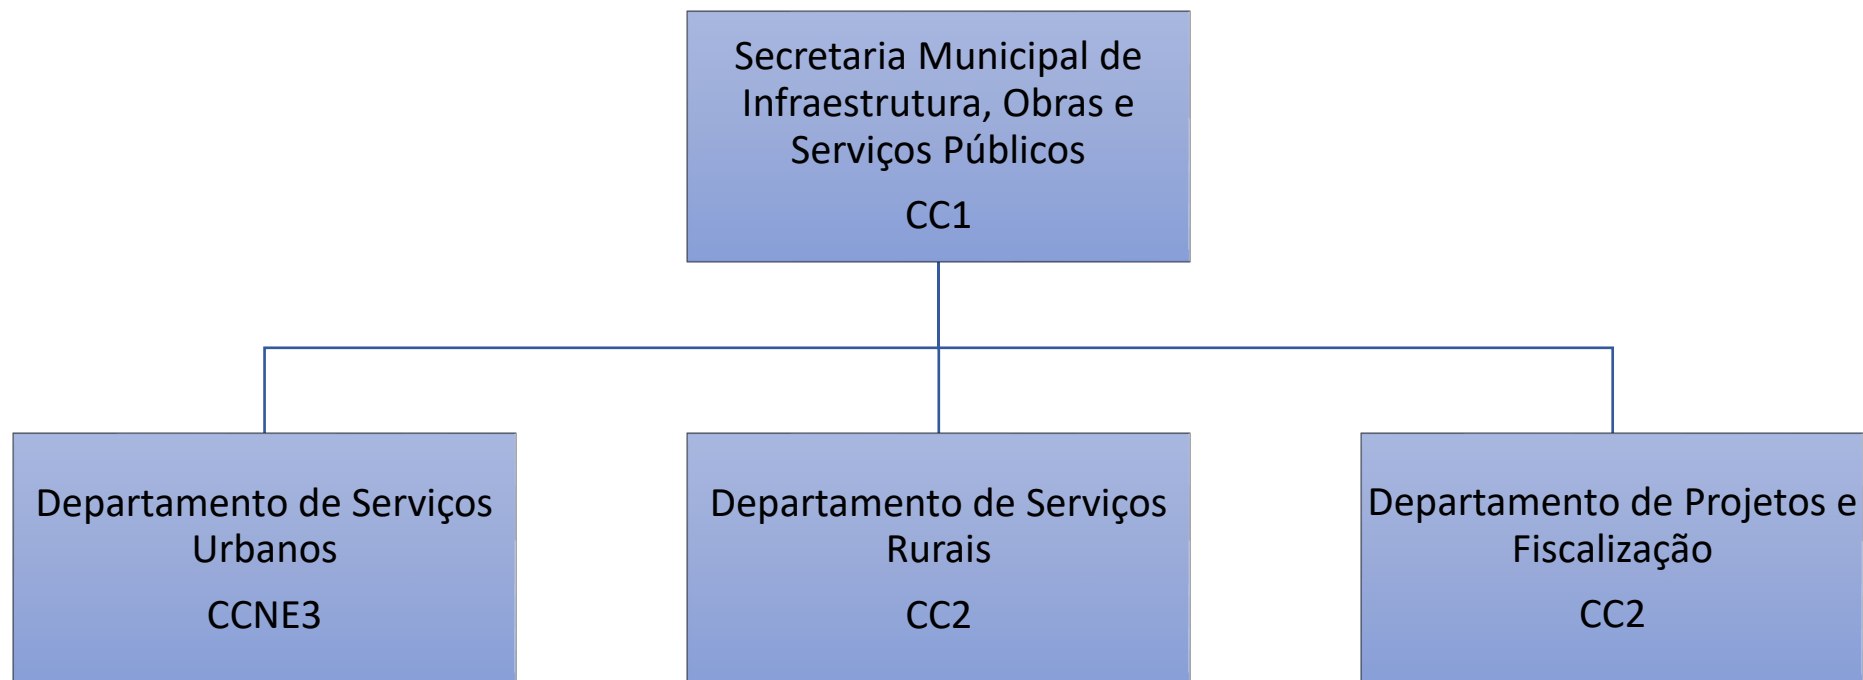 Secretaria Municipal de
Infraestrutura, Obras e
Serviços Públicos
CC1
Departamento de Serviços
Urbanos
CCNE3
Departamento de Serviços
Rurais
CC2
Departamento de Projetos e
Fiscalização
CC2